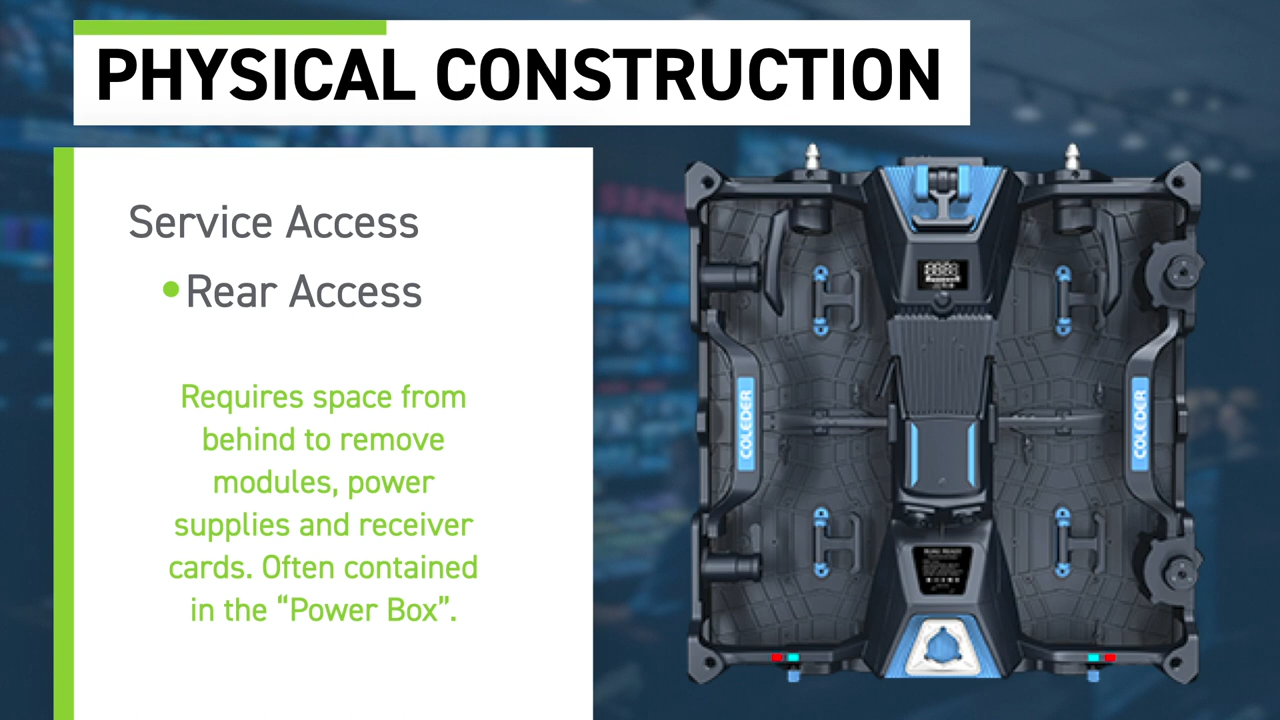 PHYSICAL CONSTRUCTION
Service Access
•Rear Access
Requires space from
behind to remove
modules, power
supplies and receiver
cards. Often contained
in the “Power Box”.
COLEDER
COLEDER